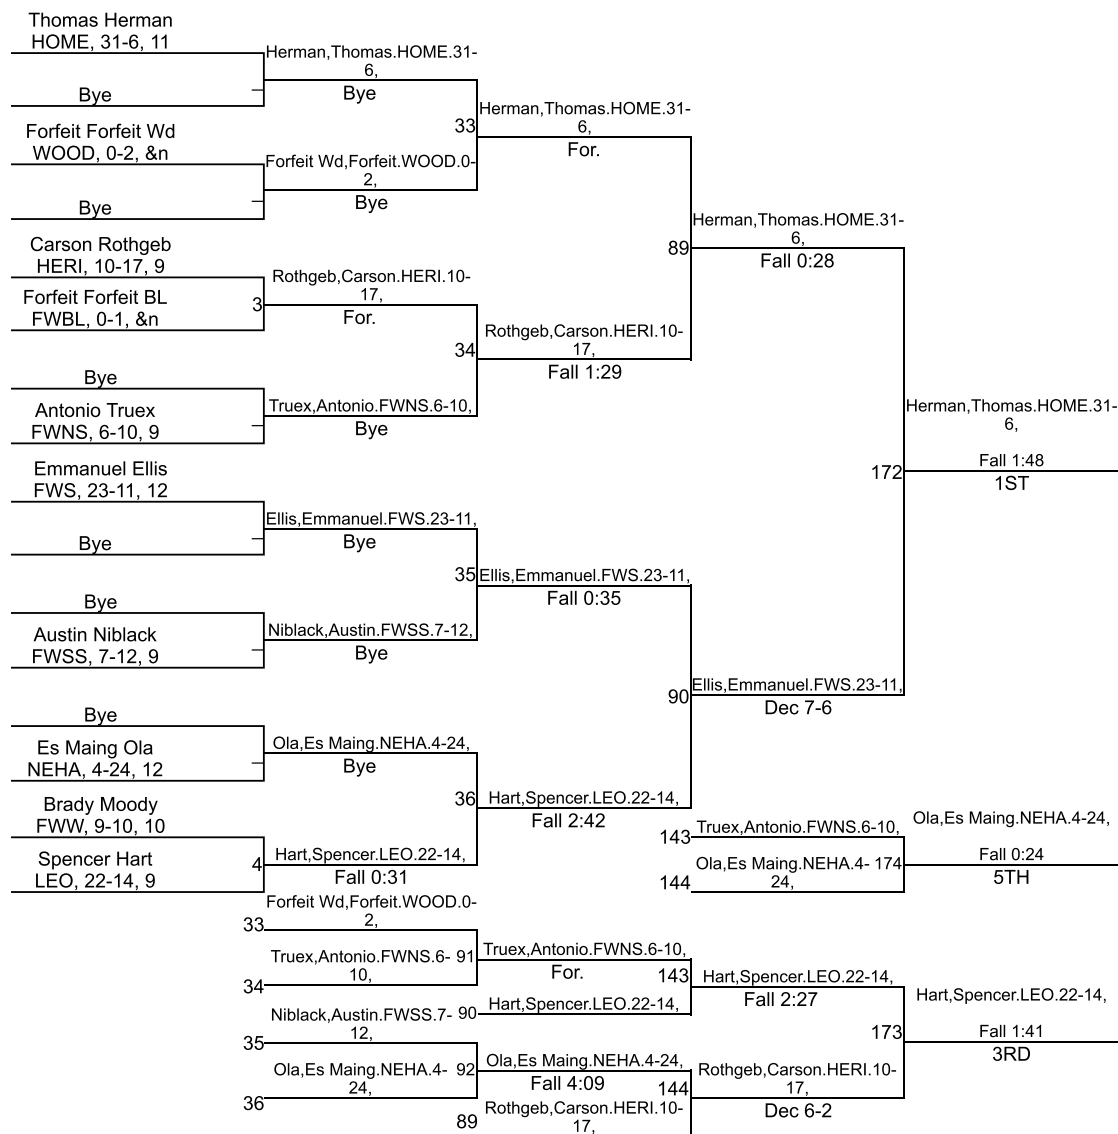 Thomas Herman
HOME, 31-6, 11
Bye
Herman,Thomas.HOME.31-
6,
Bye
Forfeit Forfeit Wd
WOOD, 0-2, &n
Bye
Forfeit Wd,Forfeit.WOOD.0-
2,
Bye
33
Herman,Thomas.HOME.31-
6,
For.
Carson Rothgeb
HERI, 10-17, 9
Forfeit Forfeit BL
FWBL, 0-1, &n
3
Rothgeb,Carson.HERI.10-
17,
For.
Bye
Antonio Truex
FWNS, 6-10, 9
Truex,Antonio.FWNS.6-10,
Bye
34
Rothgeb,Carson.HERI.10-
17,
Fall 1:29
89
Herman,Thomas.HOME.31-
6,
Fall 0:28
Emmanuel Ellis
FWS, 23-11, 12
Bye
Ellis,Emmanuel.FWS.23-11,
Bye
Bye
Austin Niblack
FWSS, 7-12, 9
Niblack,Austin.FWSS.7-12,
Bye
35
Ellis,Emmanuel.FWS.23-11,
Fall 0:35
Bye
Es Maing Ola
NEHA, 4-24, 12
Ola,Es Maing.NEHA.4-24,
Bye
Brady Moody
FWW, 9-10, 10
Spencer Hart
LEO, 22-14, 9
4
Hart,Spencer.LEO.22-14,
Fall 0:31
36
Hart,Spencer.LEO.22-14,
Fall 2:42
90
Ellis,Emmanuel.FWS.23-11,
Dec 7-6
172
Herman,Thomas.HOME.31-
6,
Fall 1:48
1ST
143
Truex,Antonio.FWNS.6-10,
144
Ola,Es Maing.NEHA.4-
24,
174
Ola,Es Maing.NEHA.4-24,
Fall 0:24
5TH
33
Forfeit Wd,Forfeit.WOOD.0-
2,
34
Truex,Antonio.FWNS.6-
10,
91
Truex,Antonio.FWNS.6-10,
For.
90
Hart,Spencer.LEO.22-14,
143
Hart,Spencer.LEO.22-14,
Fall 2:27
35
Niblack,Austin.FWSS.7-
12,
36
Ola,Es Maing.NEHA.4-
24,
92
Ola,Es Maing.NEHA.4-24,
Fall 4:09
89
Rothgeb,Carson.HERI.10-
17,
144
Rothgeb,Carson.HERI.10-
17,
Dec 6-2
173
Hart,Spencer.LEO.22-14,
Fall 1:41
3RD